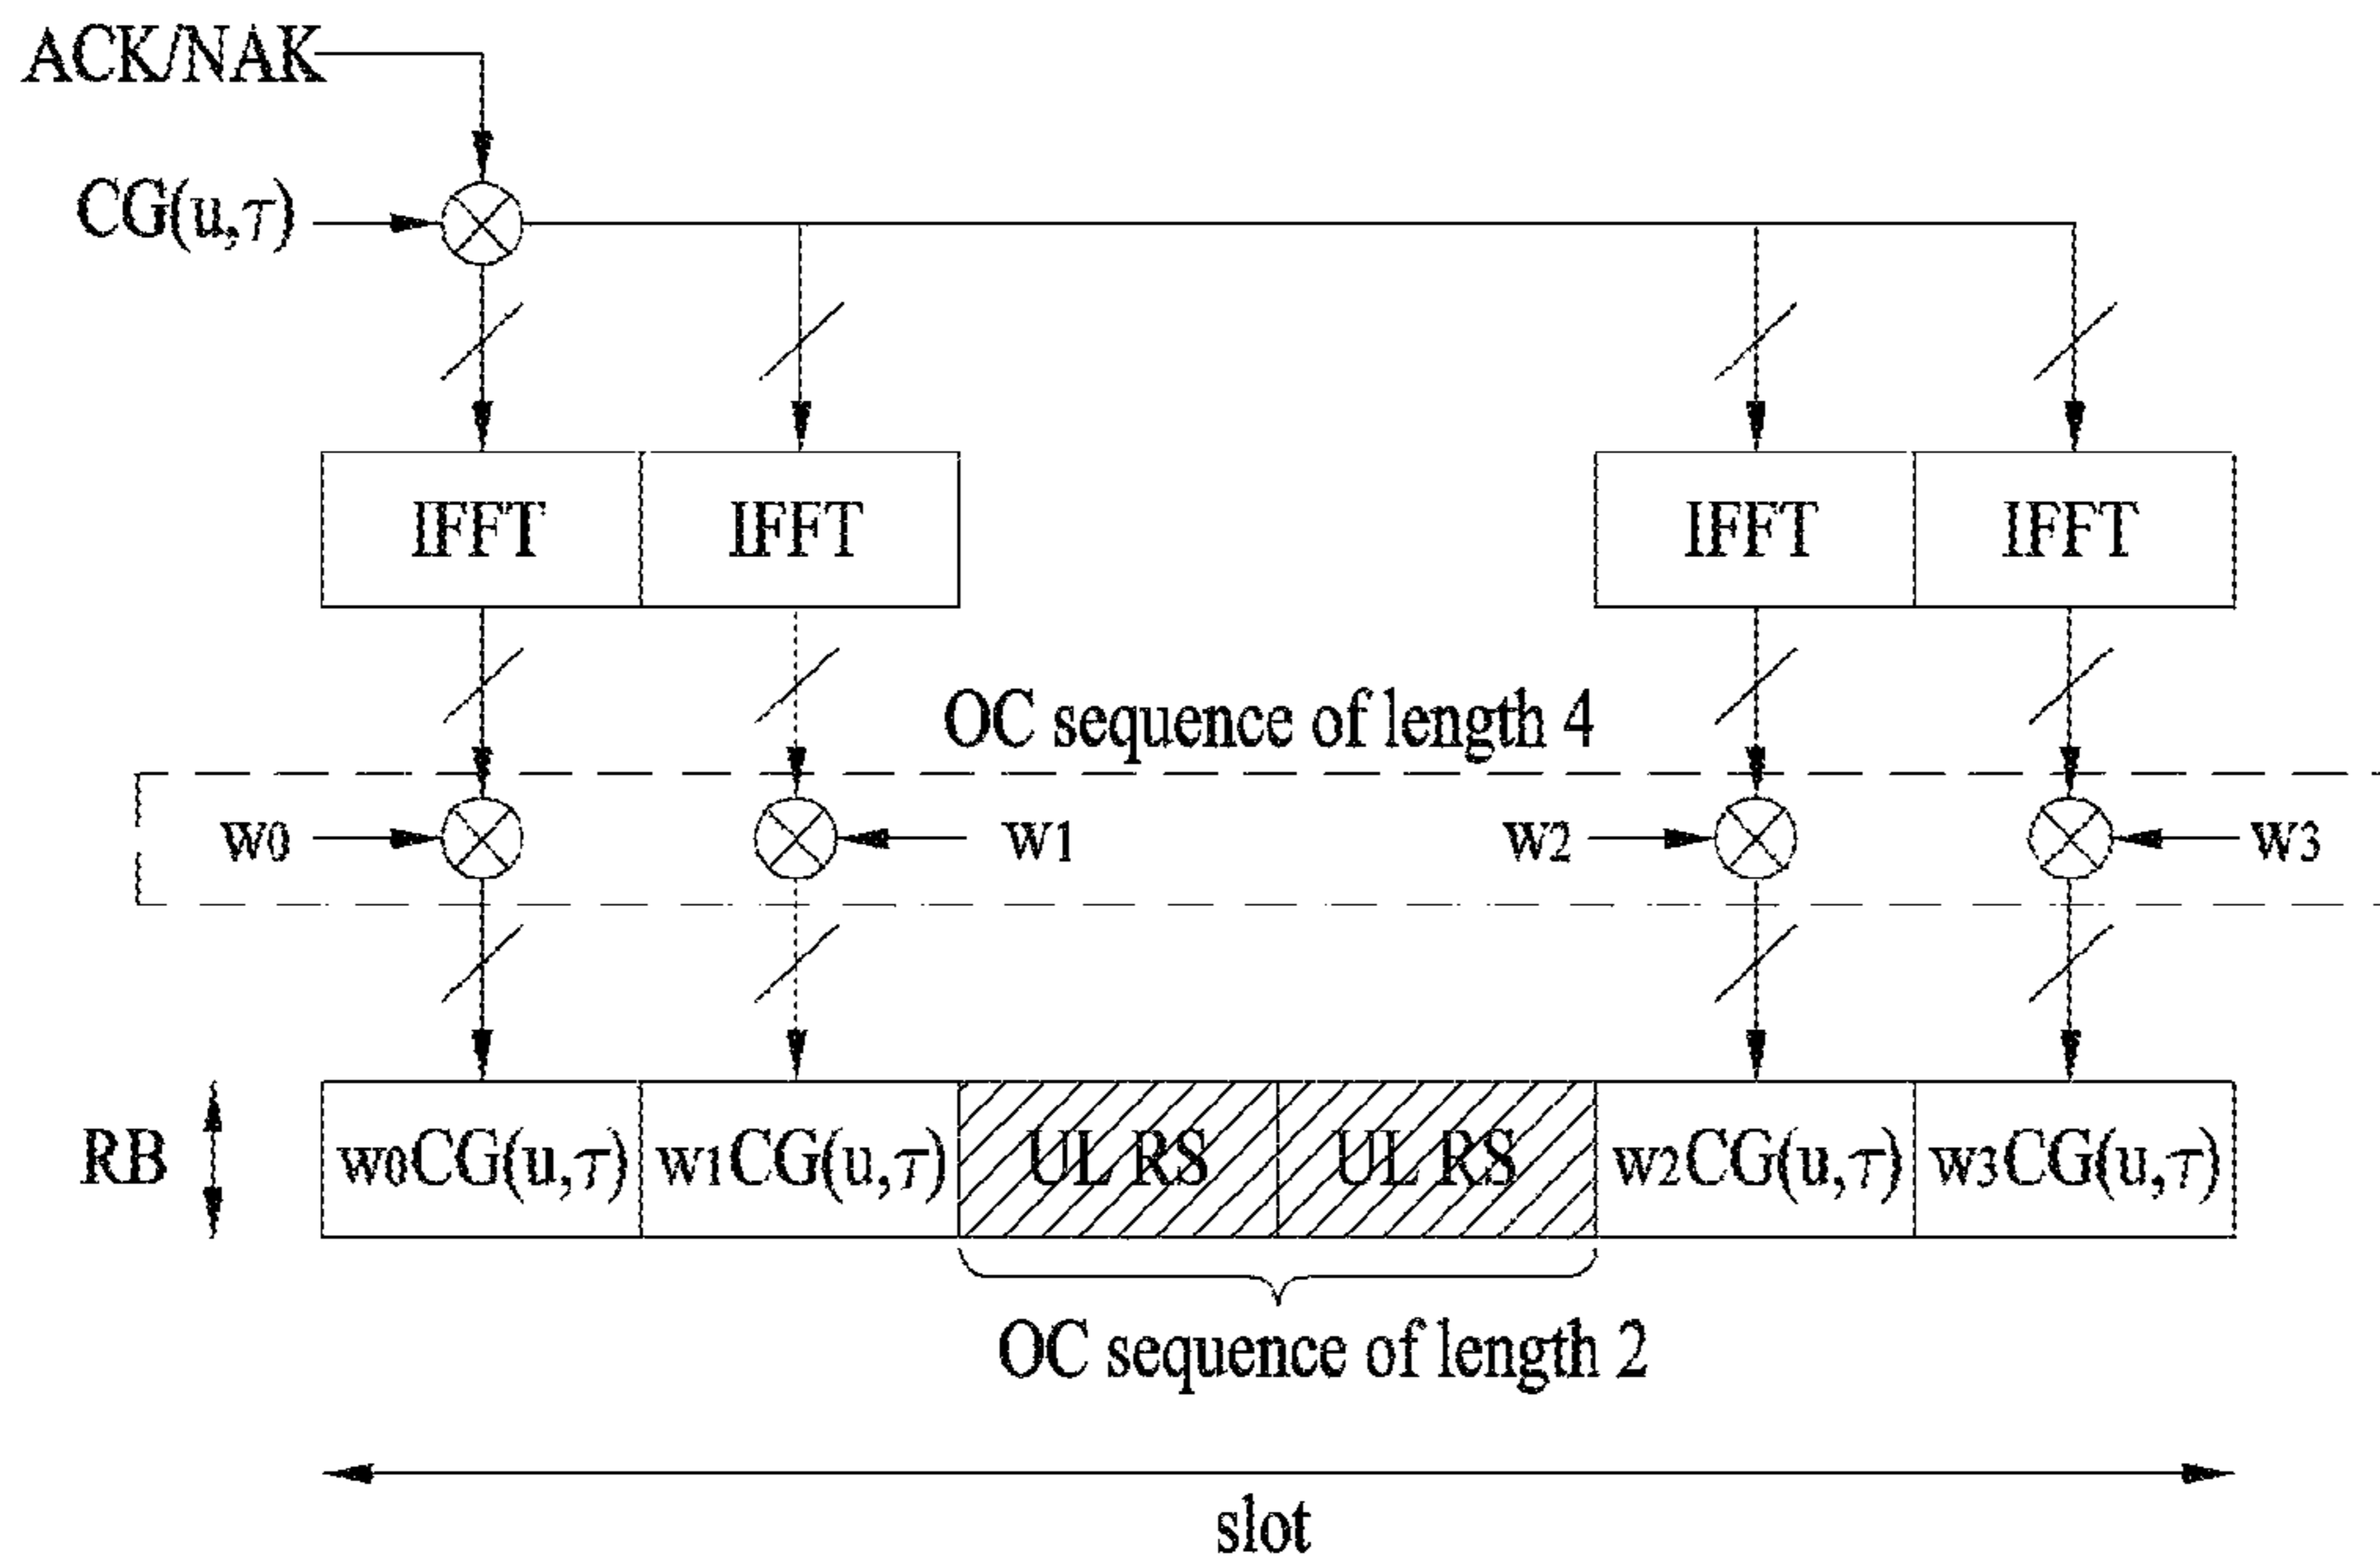 ACK/NAK
CG(u,τ)
IFFT IFFT IFFT IFFT
OC sequence of length 4
w0 w1 w2 w3
RB w0CG(u,τ) w1CG(u,τ) UL RS UL RS w2CG(u,τ) w3CG(u,τ)
OC sequence of length 2
slot